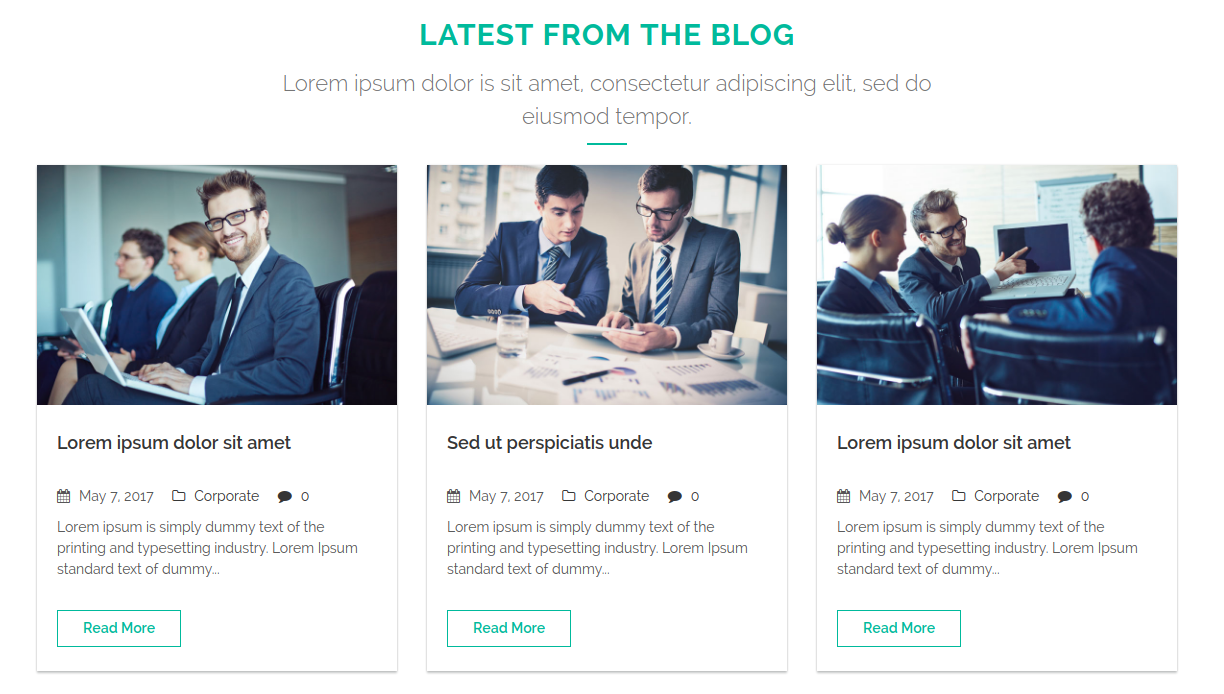 LATEST FROM THE BLOG
Lorem ipsum dolor is sit amet, consectetur adipiscing elit, sed do
eiusmod tempor.
Lorem ipsum dolor sit amet
May 7, 2017 Corporate 0
Lorem ipsum is simply dummy text of the
printing and typesetting industry. Lorem Ipsum
standard text of dummy...
Read More
Sed ut perspiciatis unde
May 7, 2017 Corporate 0
Lorem ipsum is simply dummy text of the
printing and typesetting industry. Lorem Ipsum
standard text of dummy...
Read More
Lorem ipsum dolor sit amet
May 7, 2017 Corporate 0
Lorem ipsum is simply dummy text of the
printing and typesetting industry. Lorem Ipsum
standard text of dummy...
Read More